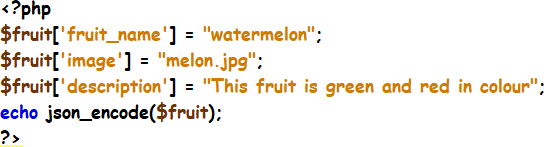 <?php
$fruit['fruit_name'] = "watermelon";
$fruit['image'] = "melon.jpg";
$fruit['description'] = "This fruit is green and red in colour";
echo json_encode($fruit);
?>